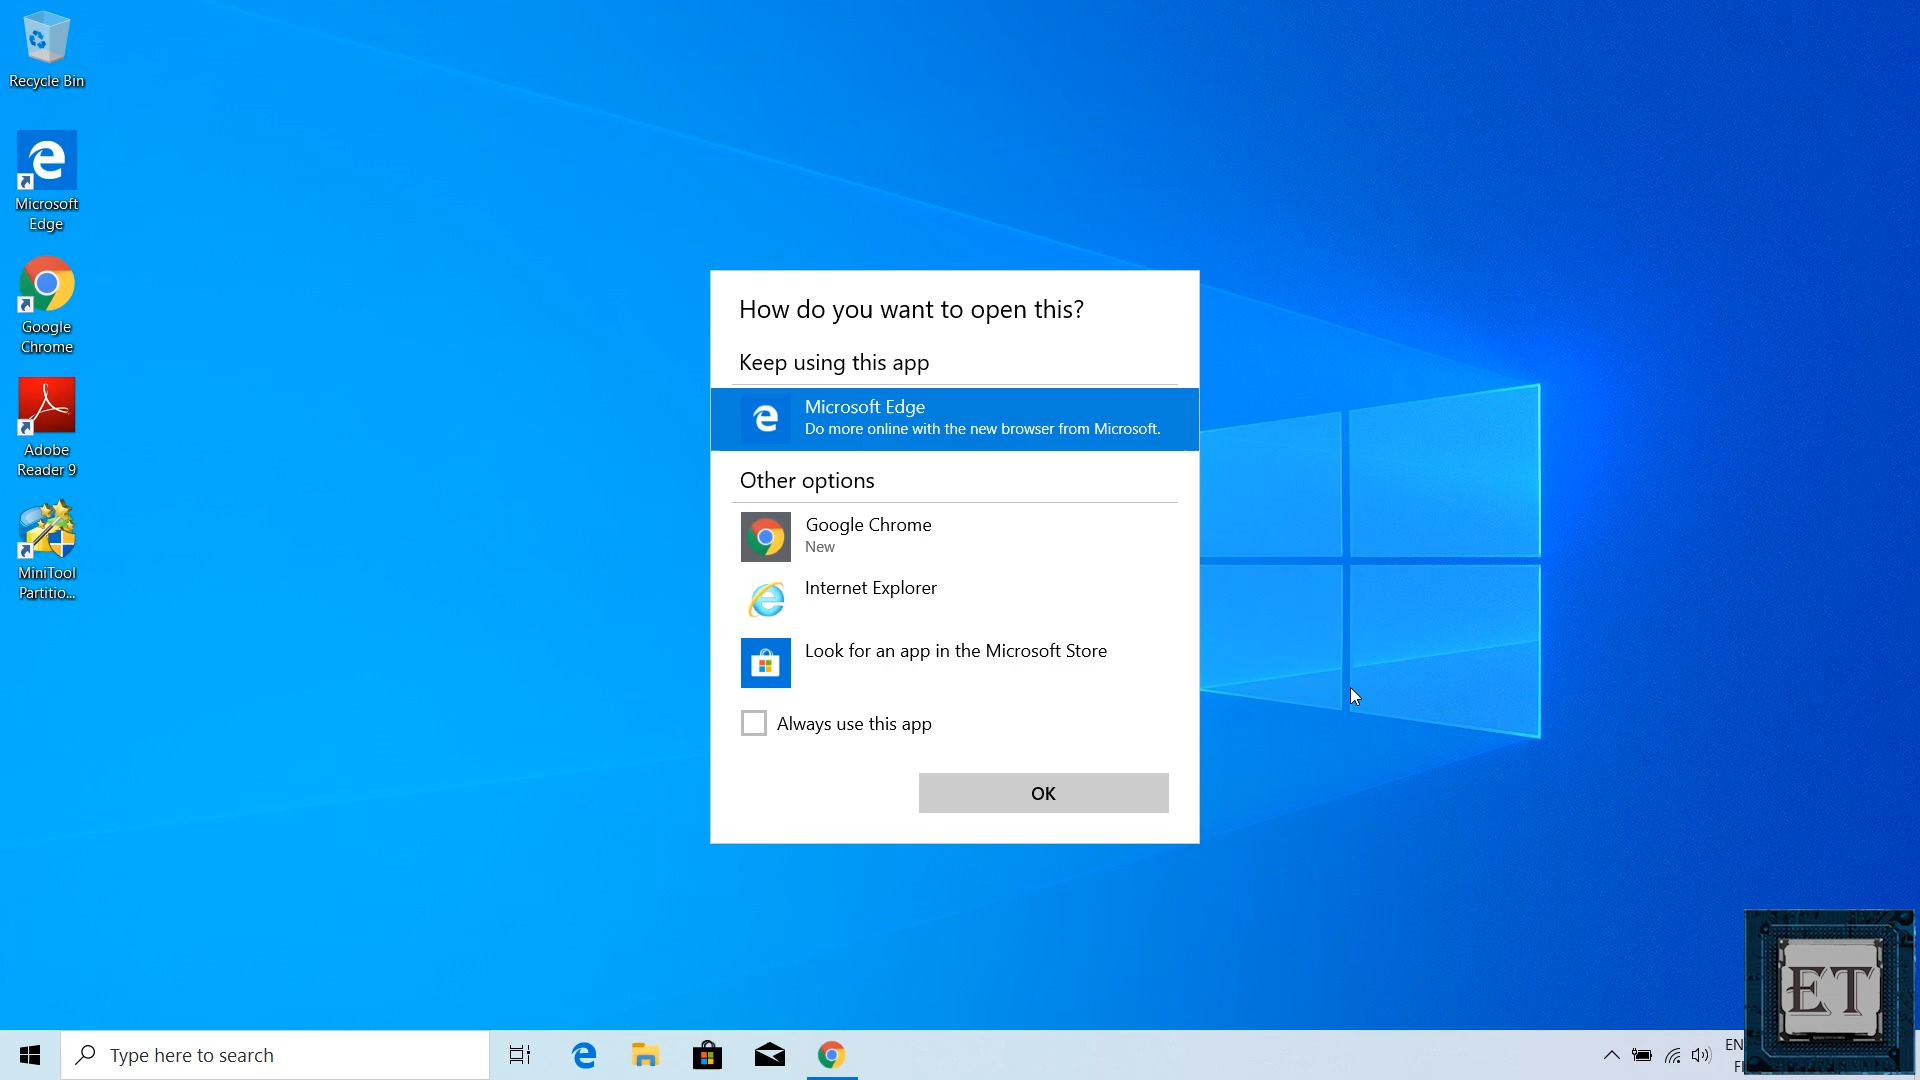 Recycle Bin
Microsoft
Edge
Google
Chrome
Adobe
Reader 9
MiniTool
Partitio...
How do you want to open this?
Keep using this app
Microsoft Edge
Do more online with the new browser from Microsoft.
Other options
Google Chrome
New
Internet Explorer
Look for an app in the Microsoft Store
Always use this app
OK
Type here to search
EN
ET